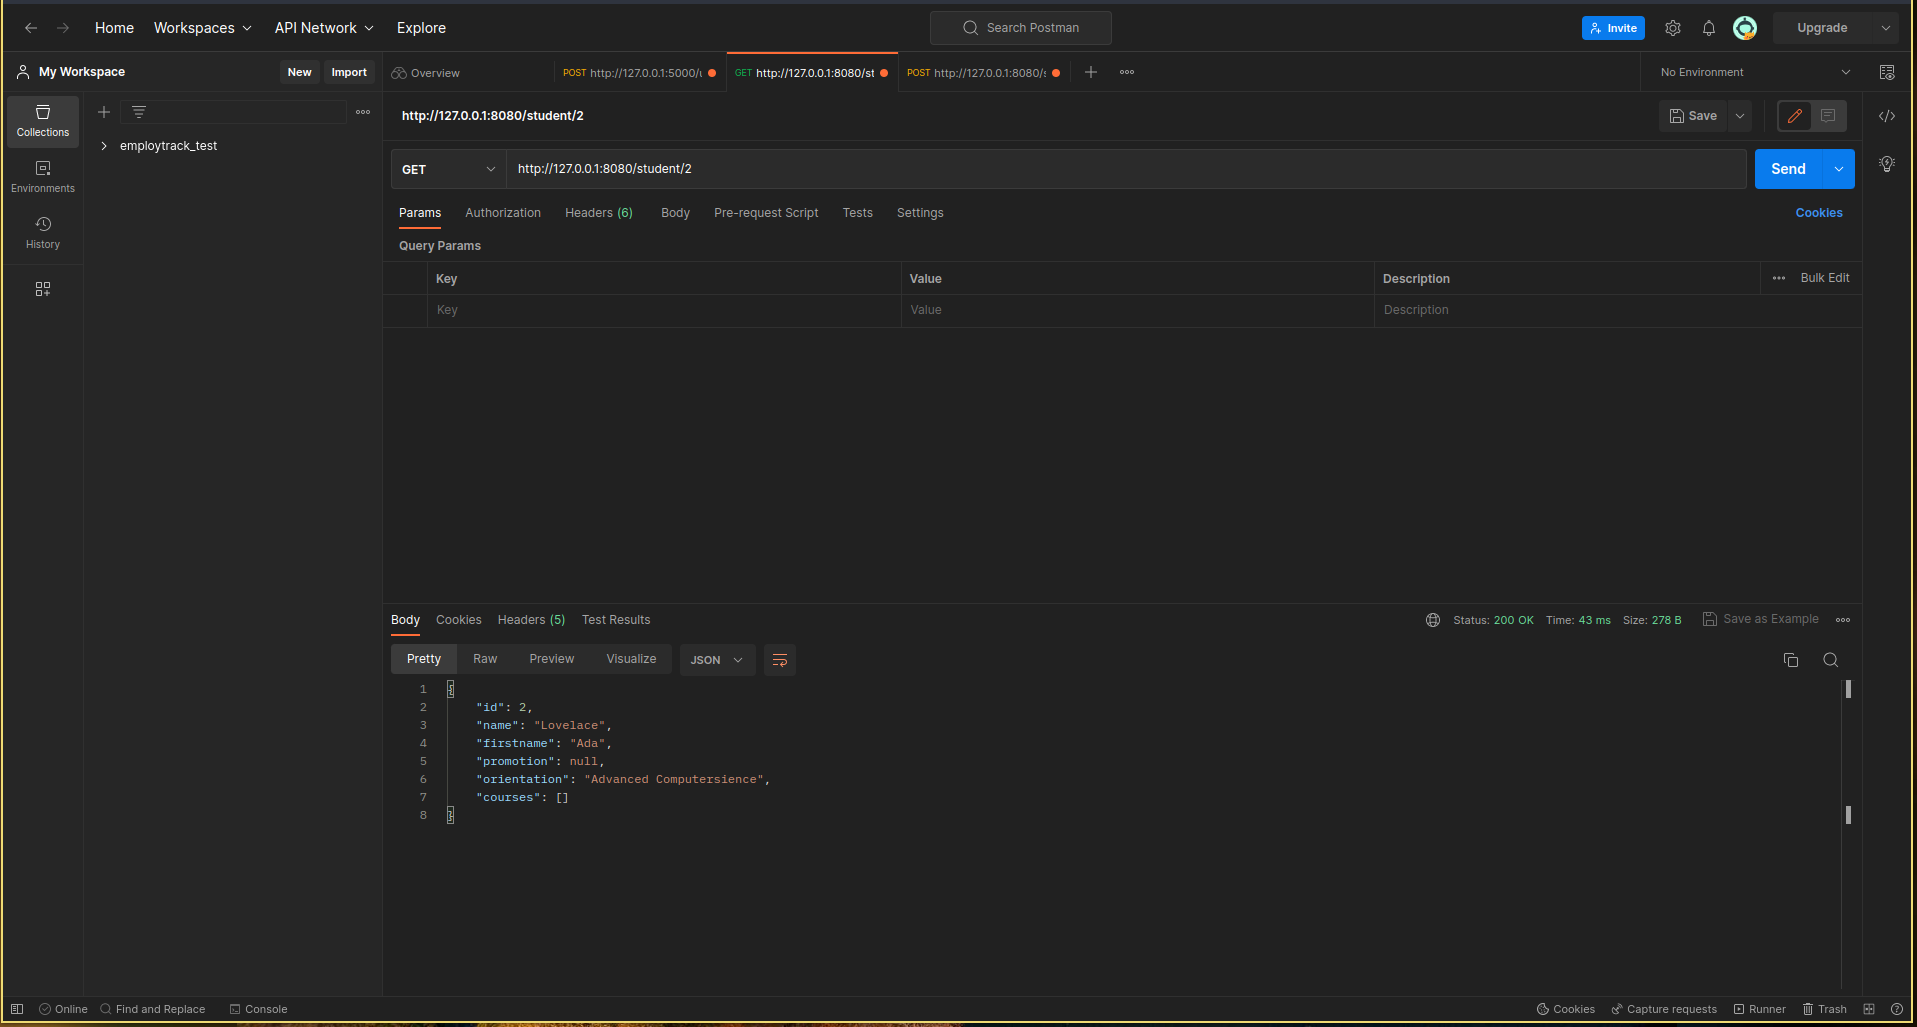 Home Workspaces API Network Explore Search Postman Invite Upgrade
My Workspace New Import Overview POST http://127.0.0.1:5000/ GET http://127.0.0.1:8080/st POST http://127.0.0.1:8080/s No Environment
Collections
Environments
History
employtrack_test
http://127.0.0.1:8080/student/2 Save
GET http://127.0.0.1:8080/student/2 Send
Params Authorization Headers (6) Body Pre-request Script Tests Settings Cookies
Query Params
Key Value Description Bulk Edit
Key Value Description
Body Cookies Headers (5) Test Results Status: 200 OK Time: 43 ms Size: 278 B Save as Example
Pretty Raw Preview Visualize JSON
1 {
2 "id": 2,
3 "name": "Lovelace",
4 "firstname": "Ada",
5 "promotion": null,
6 "orientation": "Advanced Computersience",
7 "courses": []
8 }
Online Find and Replace Console Cookies Capture requests Runner Trash